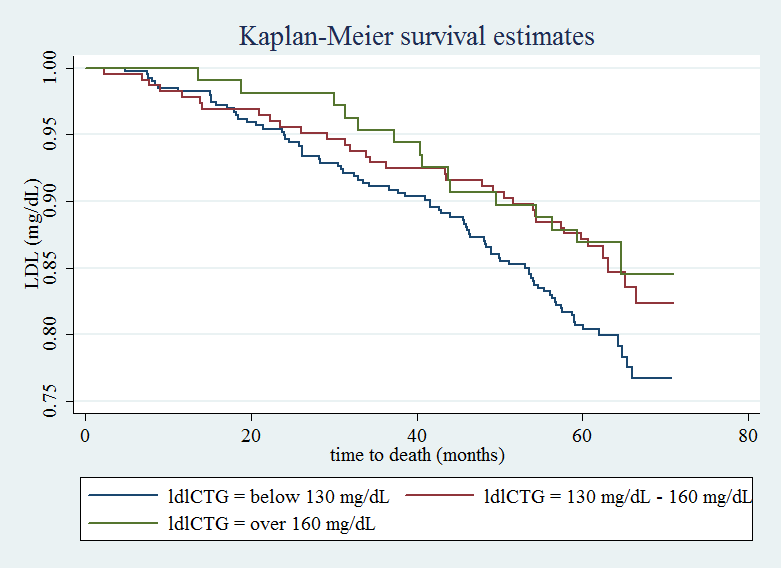 Kaplan-Meier survival estimates
1.00
0.95
0.90
0.85
0.80
0.75
LDL (mg/dL)
0 20 40 60 80
time to death (months)
ldlCTG = below 130 mg/dL ldlCTG = 130 mg/dL - 160 mg/dL
ldlCTG = over 160 mg/dL